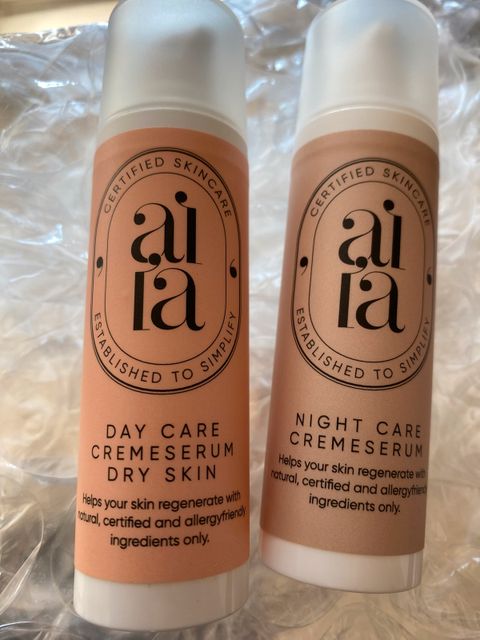 CERTIFIED SKINCARE
ai
ra
ESTABLISHED TO SIMPLIFY
DAY CARE
CREMESERUM
DRY SKIN
Helps your skin regenerate with
natural, certified and allergyfriendly
ingredients only.
CERTIFIED SKINCARE
ai
ra
ESTABLISHED TO SIMPLIFY
NIGHT CARE
CREMESERUM
Helps your skin regenerate with
natural, certified and allergyfriendly
ingredients only.